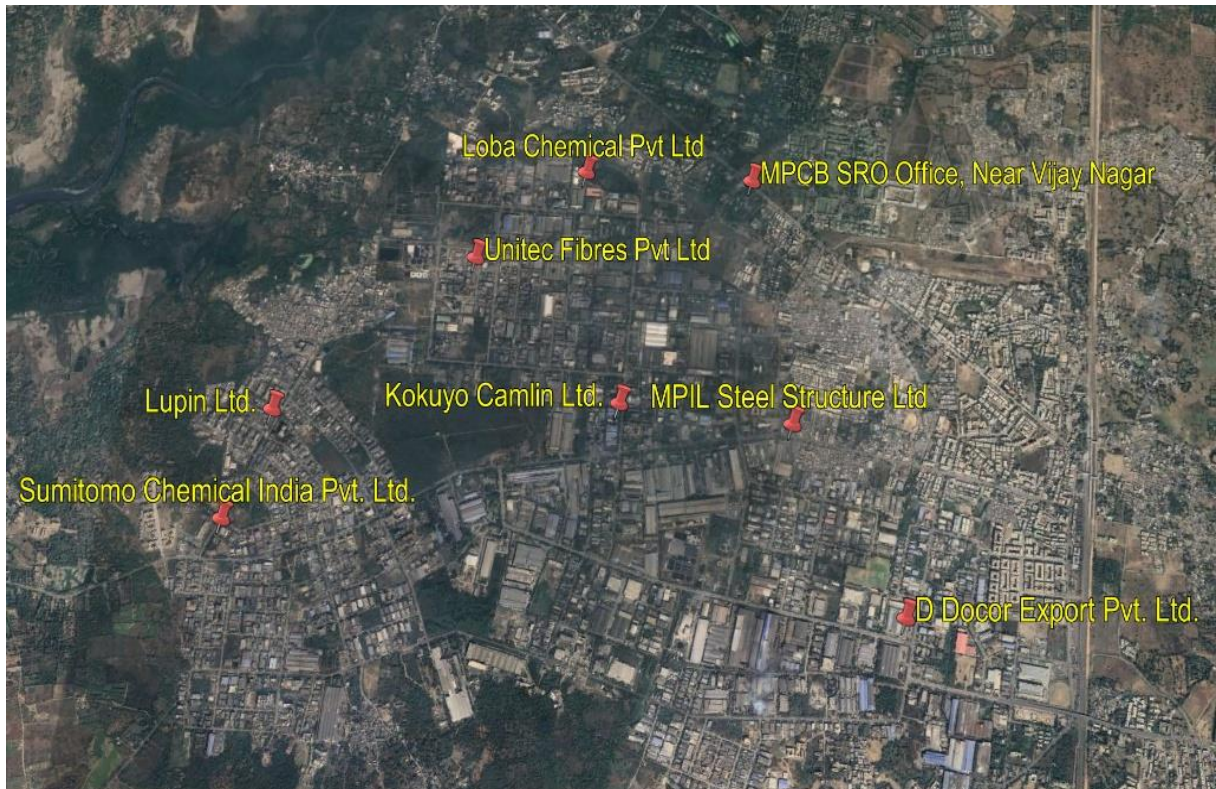 Loba Chemical Pvt Ltd
MPCB SRO Office, Near Vijay Nagar
Unitec Fibres Pvt Ltd
Lupin Ltd.
Kokuyo Camlin Ltd.
MPIL Steel Structure Ltd
Sumitomo Chemical India Pvt. Ltd.
D Docor Export Pvt. Ltd.